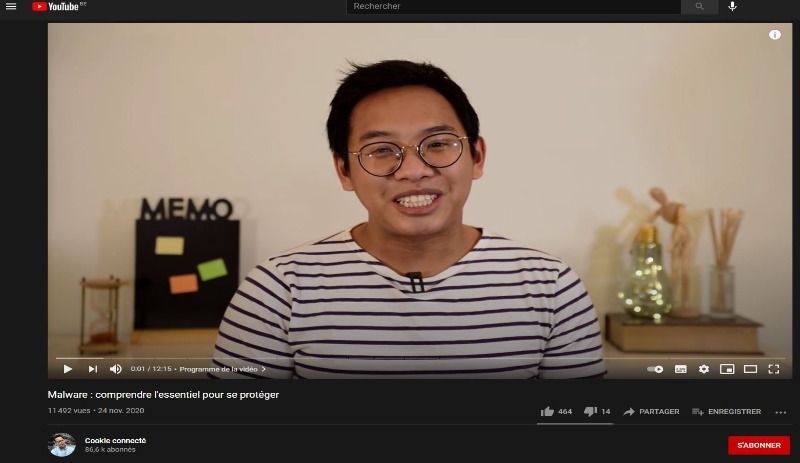 YouTube BE
Rechercher
MEMO
0:01 / 12:15 • Programme de la vidéo >
Malware : comprendre l'essentiel pour se protéger
11 492 vues • 24 nov. 2020
464 14 PARTAGER ENREGISTRER ...
Cookie connecté
86,6 k abonnés
S'ABONNER